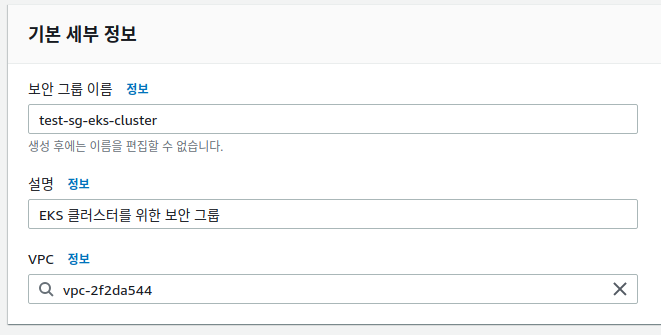 기본 세부 정보
보안 그룹 이름 정보
test-sg-eks-cluster
생성 후에는 이름을 편집할 수 없습니다.
설명 정보
EKS 클러스터를 위한 보안 그룹
VPC 정보
vpc-2f2da544